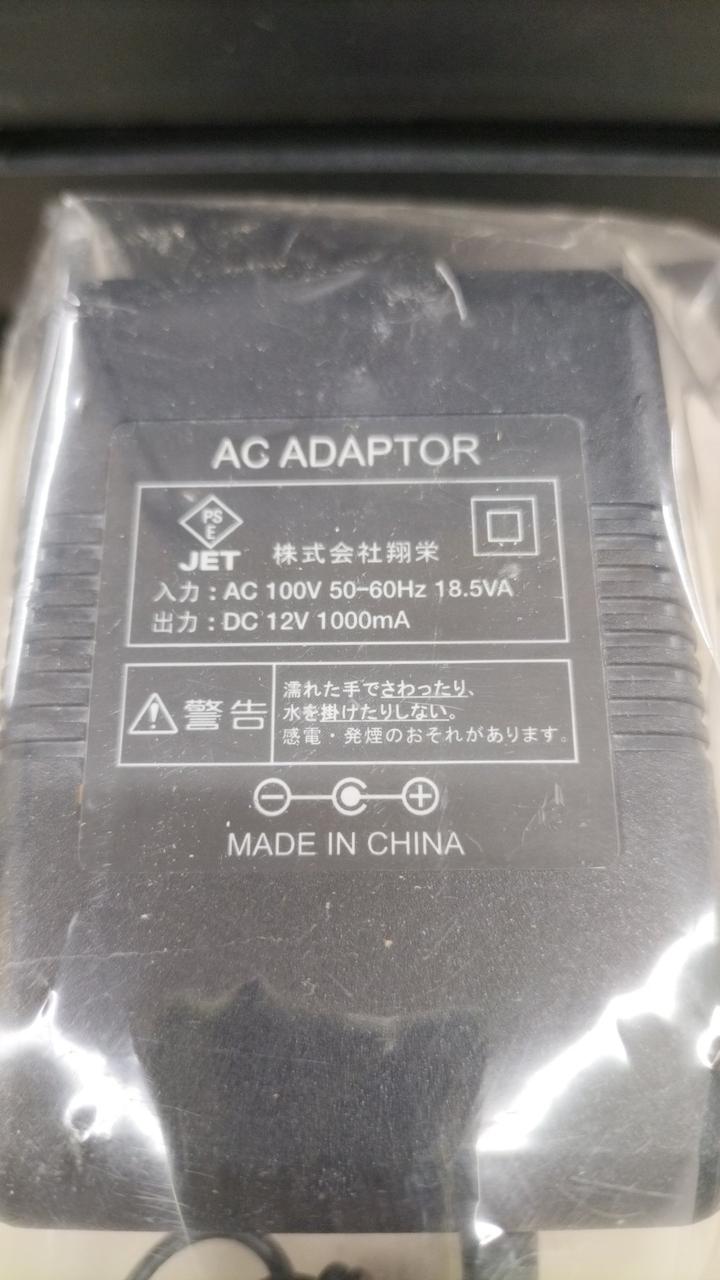 AC ADAPTOR
PS
E
JET
株式会社翔栄
入力：AC 100V 50-60Hz 18.5VA
出力：DC 12V 1000mA
警告
濡れた手でさわったり、
水を掛けたりしない。
感電・発煙のおそれがあります。
MADE IN CHINA